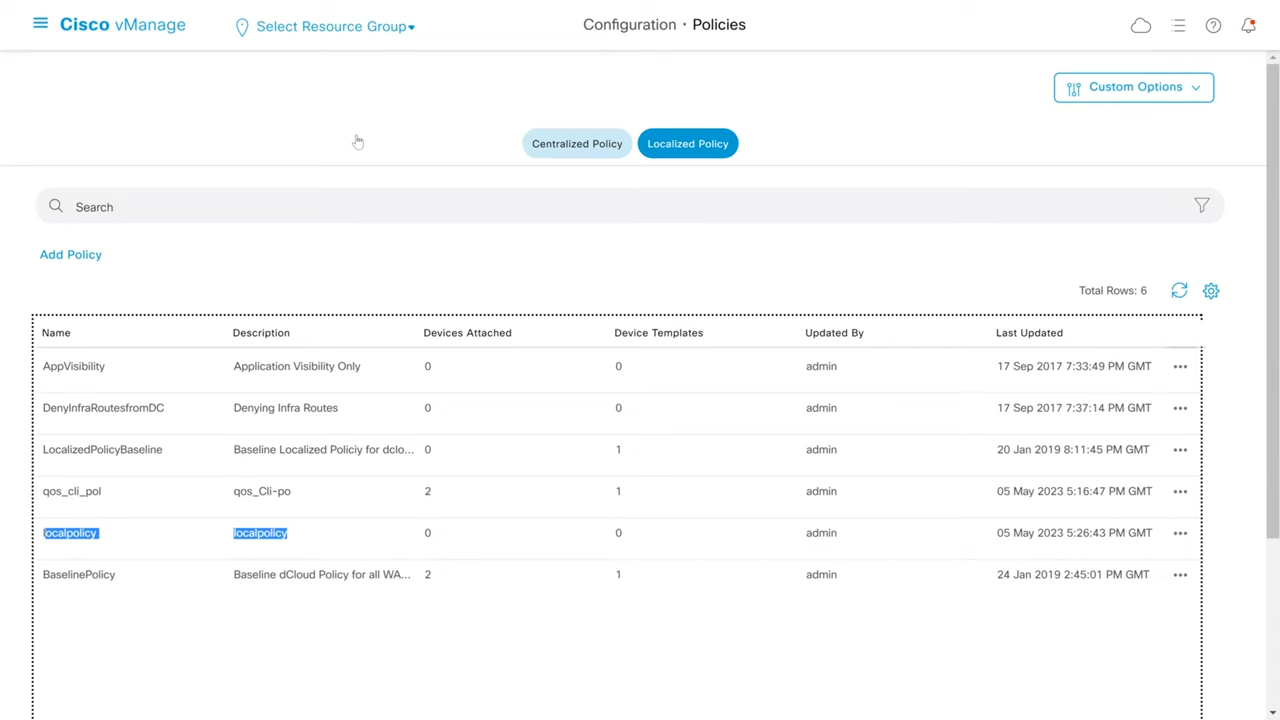 Cisco vManage Select Resource Group Configuration · Policies
Custom Options
Centralized Policy Localized Policy
Search
Add Policy
Total Rows: 6
Name Description Devices Attached Device Templates Updated By Last Updated
AppVisibility Application Visibility Only 0 0 admin 17 Sep 2017 7:33:49 PM GMT
DenyInfraRoutesfromDC Denying Infra Routes 0 0 admin 17 Sep 2017 7:37:14 PM GMT
LocalizedPolicyBaseline Baseline Localized Policiy for dclo... 0 1 admin 20 Jan 2019 8:11:45 PM GMT
qos_cli_pol qos_Cli-po 2 1 admin 05 May 2023 5:16:47 PM GMT
localpolicy localpolicy 0 0 admin 05 May 2023 5:26:43 PM GMT
BaselinePolicy Baseline dCloud Policy for all WA... 2 1 admin 24 Jan 2019 2:45:01 PM GMT